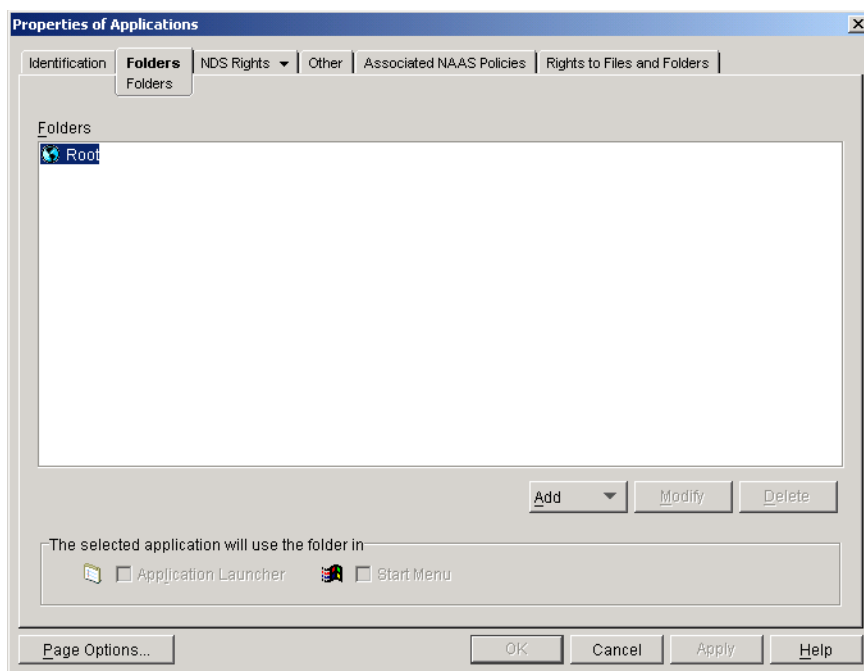 Properties of Applications
Identification Folders NDS Rights Other Associated NAAS Policies Rights to Files and Folders
Folders
Folders
Root
Add Modify Delete
The selected application will use the folder in
Application Launcher Start Menu
Page Options... OK Cancel Apply Help